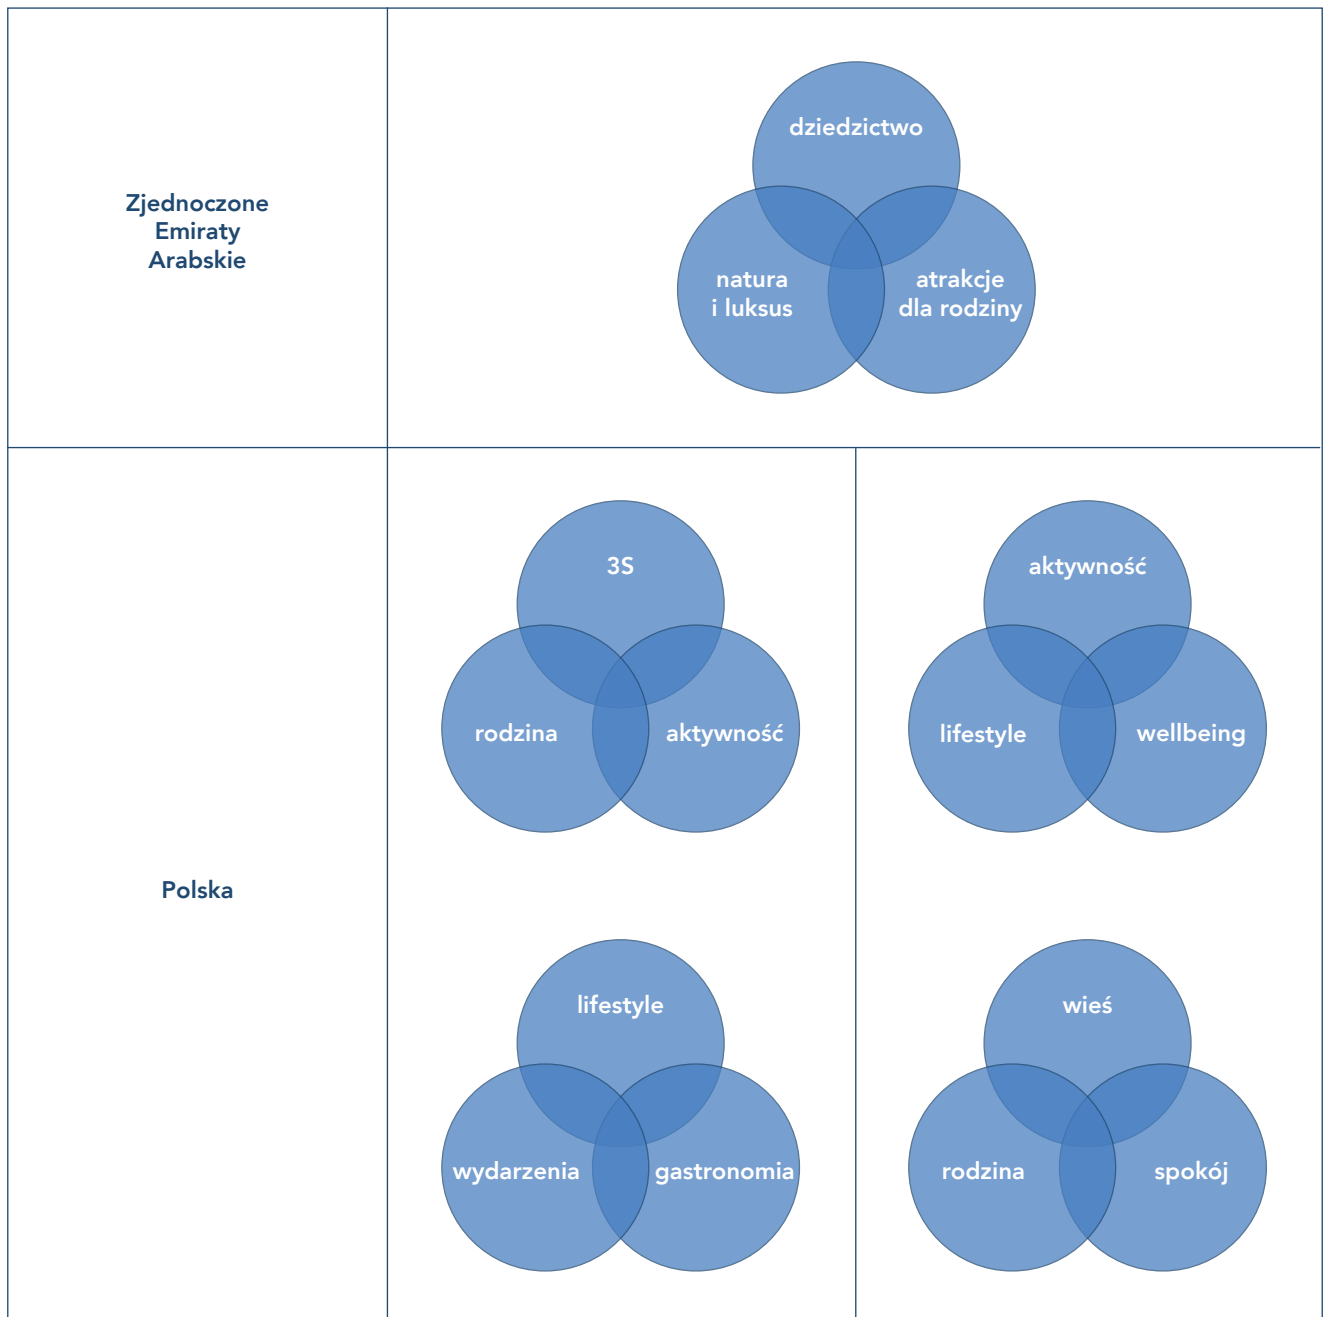 Zjednoczone
Emiraty
Arabskie
dziedzictwo
natura
i luksus
atrakcje
dla rodziny
Polska
3S
rodzina
aktywność
aktywność
lifestyle
wellbeing
lifestyle
wydarzenia
gastronomia
wieś
rodzina
spokój